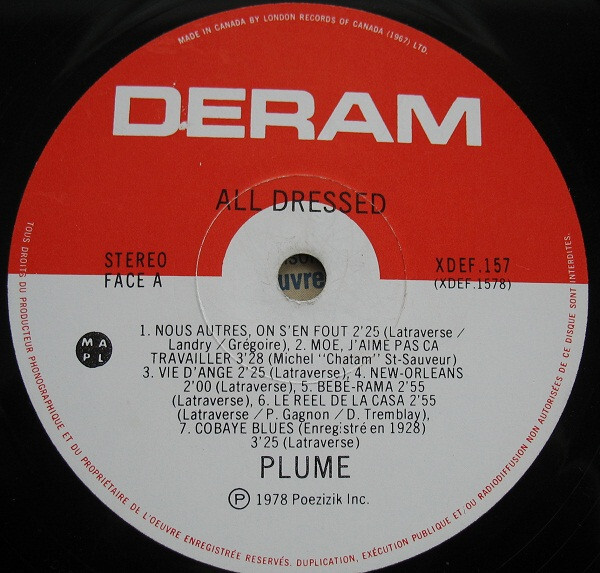 MADE IN CANADA BY LONDON RECORDS OF CANADA (1967) LTD.
DERAM
ALL DRESSED
STEREO
FACE A
XDEF.157
(XDEF.1578)
uvre
MA
PL
1. NOUS AUTRES, ON S'EN FOUT 2'25 (Latraverse /
Landry / Grégoire), 2. MOE, J'AIME PAS CA
TRAVAILLER 3'28 (Michel "Chatam" St-Sauveur)
3. VIE D'ANGE 2'25 (Latraverse), 4. NEW-ORLEANS
2'00 (Latraverse), 5. BEBE-RAMA 2'55
(Latraverse), 6. LE REEL DE LA CASA 2'55
(Latraverse / P. Gagnon / D. Tremblay),
7. COBAYE BLUES (Enregistré en 1928)
3'25 (Latraverse)
PLUME
Ⓟ 1978 Poezizik Inc.
TOUS DROITS DU PRODUCTEUR PHONOGRAPHIQUE ET DU PROPRIÉTAIRE DE L'OEUVRE ENREGISTRÉE RESERVÉS. DUPLICATION, EXÉCUTION PUBLIQUE ET/OU RADIODIFFUSION NON AUTORISÉES DE CE DISQUE SONT INTERDITES.